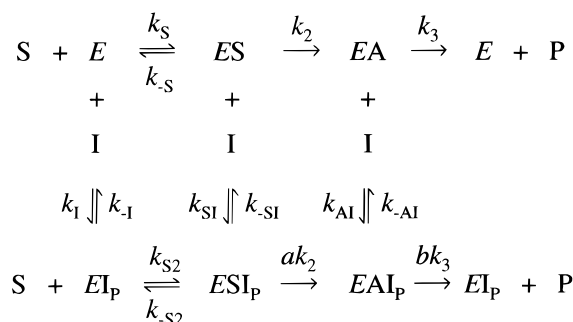 k_S k_2 k_3
S + E ⇌ ES → EA → E + P
k_-S
+ + +
I I I
k_I ⇌ k_-I k_SI ⇌ k_-SI k_AI ⇌ k_-AI
k_S2 ak_2 bk_3
S + EI_P ⇌ ESI_P → EAI_P → EI_P + P
k_-S2